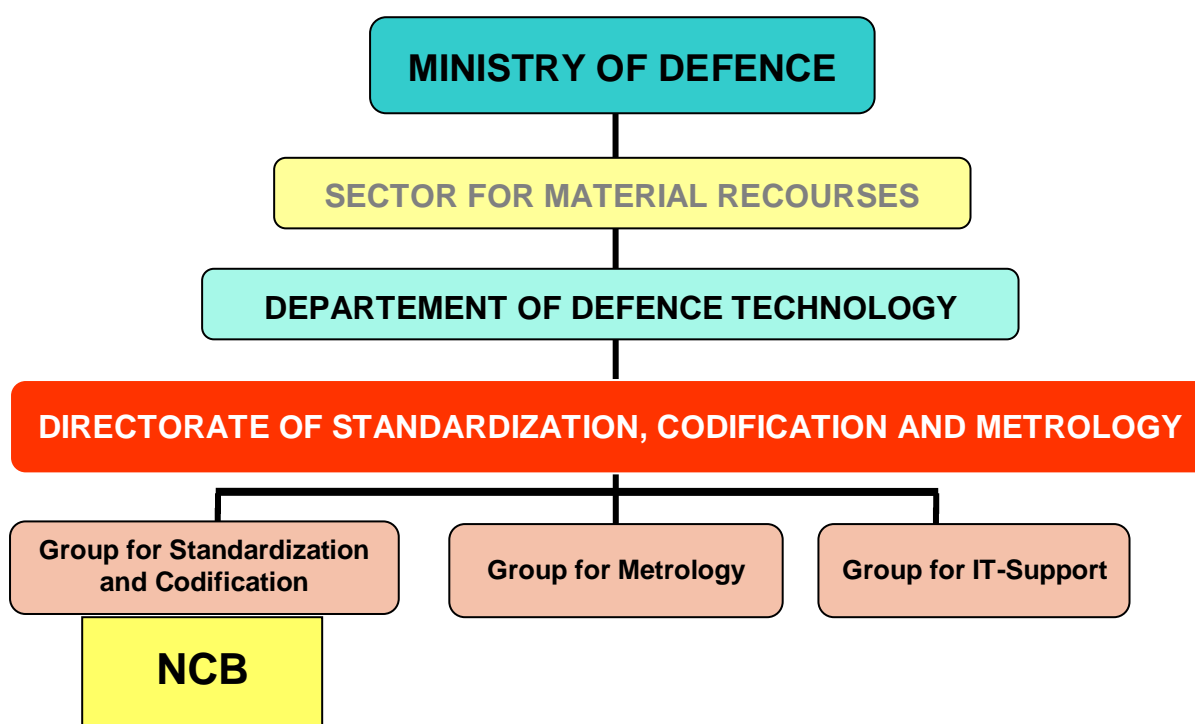 MINISTRY OF DEFENCE
SECTOR FOR MATERIAL RECOURSES
DEPARTEMENT OF DEFENCE TECHNOLOGY
DIRECTORATE OF STANDARDIZATION, CODIFICATION AND METROLOGY
Group for Standardization
and Codification
Group for Metrology
Group for IT-Support
NCB